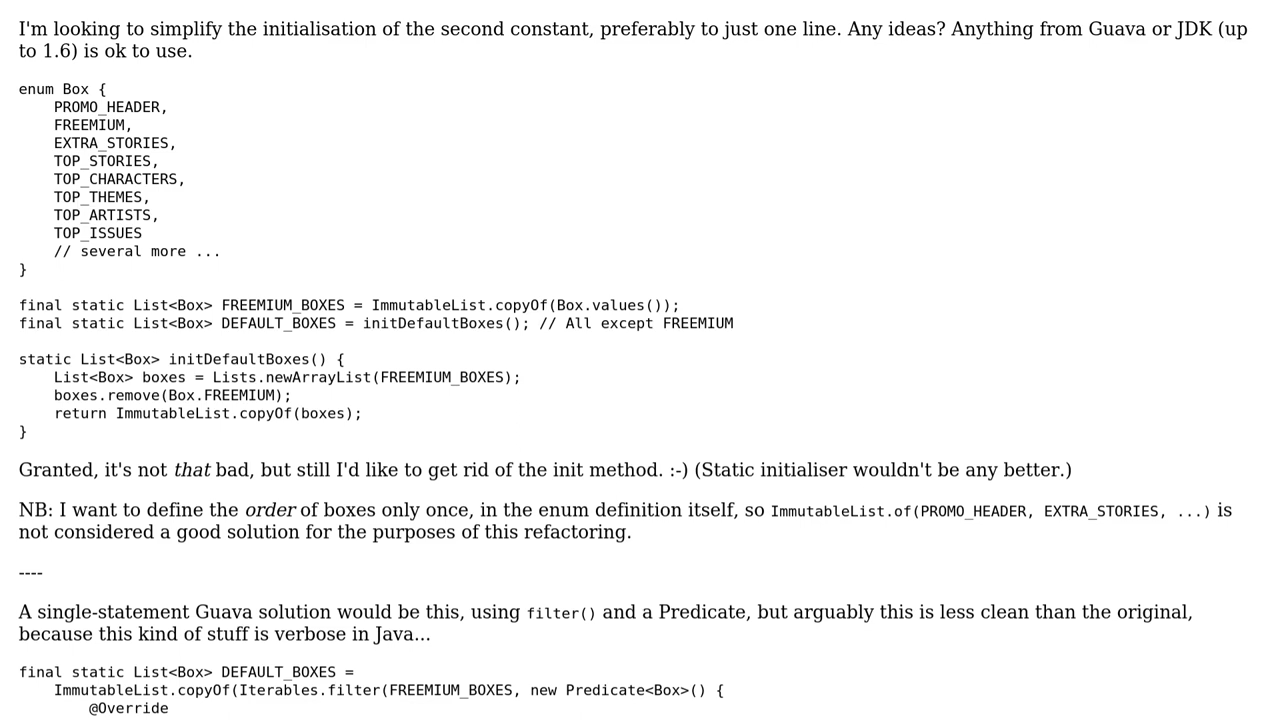 I'm looking to simplify the initialisation of the second constant, preferably to just one line. Any ideas? Anything from Guava or JDK (up
to 1.6) is ok to use.
enum Box {
    PROMO_HEADER,
    FREEMIUM,
    EXTRA_STORIES,
    TOP_STORIES,
    TOP_CHARACTERS,
    TOP_THEMES,
    TOP_ARTISTS,
    TOP_ISSUES
    // several more ...
}
final static List<Box> FREEMIUM_BOXES = ImmutableList.copyOf(Box.values());
final static List<Box> DEFAULT_BOXES = initDefaultBoxes(); // All except FREEMIUM
static List<Box> initDefaultBoxes() {
    List<Box> boxes = Lists.newArrayList(FREEMIUM_BOXES);
    boxes.remove(Box.FREEMIUM);
    return ImmutableList.copyOf(boxes);
}
Granted, it's not that bad, but still I'd like to get rid of the init method. :-) (Static initialiser wouldn't be any better.)
NB: I want to define the order of boxes only once, in the enum definition itself, so ImmutableList.of(PROMO_HEADER, EXTRA_STORIES, ...) is
not considered a good solution for the purposes of this refactoring.
----
A single-statement Guava solution would be this, using filter() and a Predicate, but arguably this is less clean than the original,
because this kind of stuff is verbose in Java...
final static List<Box> DEFAULT_BOXES =
    ImmutableList.copyOf(Iterables.filter(FREEMIUM_BOXES, new Predicate<Box>() {
        @Override